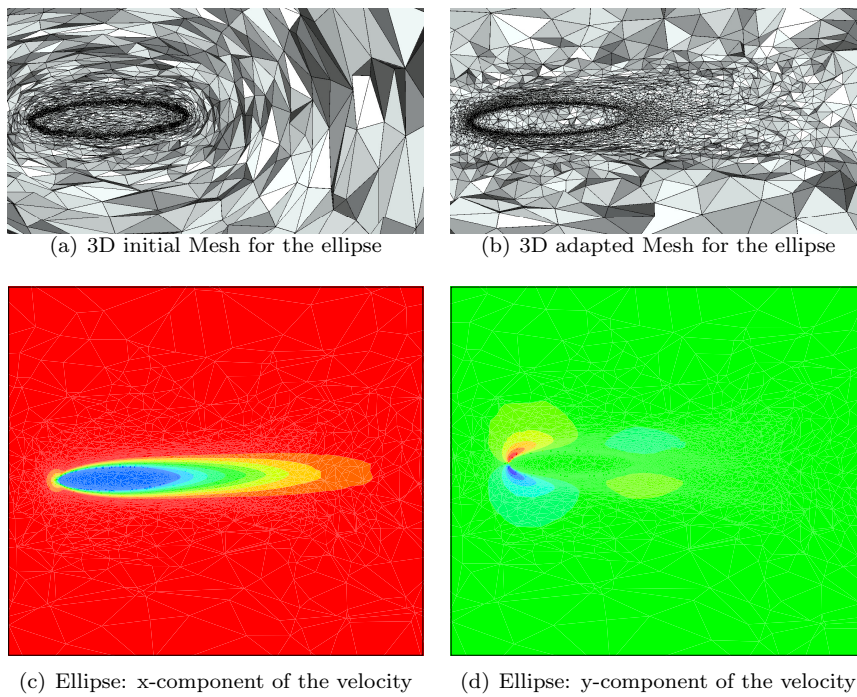 (a) 3D initial Mesh for the ellipse
(b) 3D adapted Mesh for the ellipse
(c) Ellipse: x-component of the velocity
(d) Ellipse: y-component of the velocity